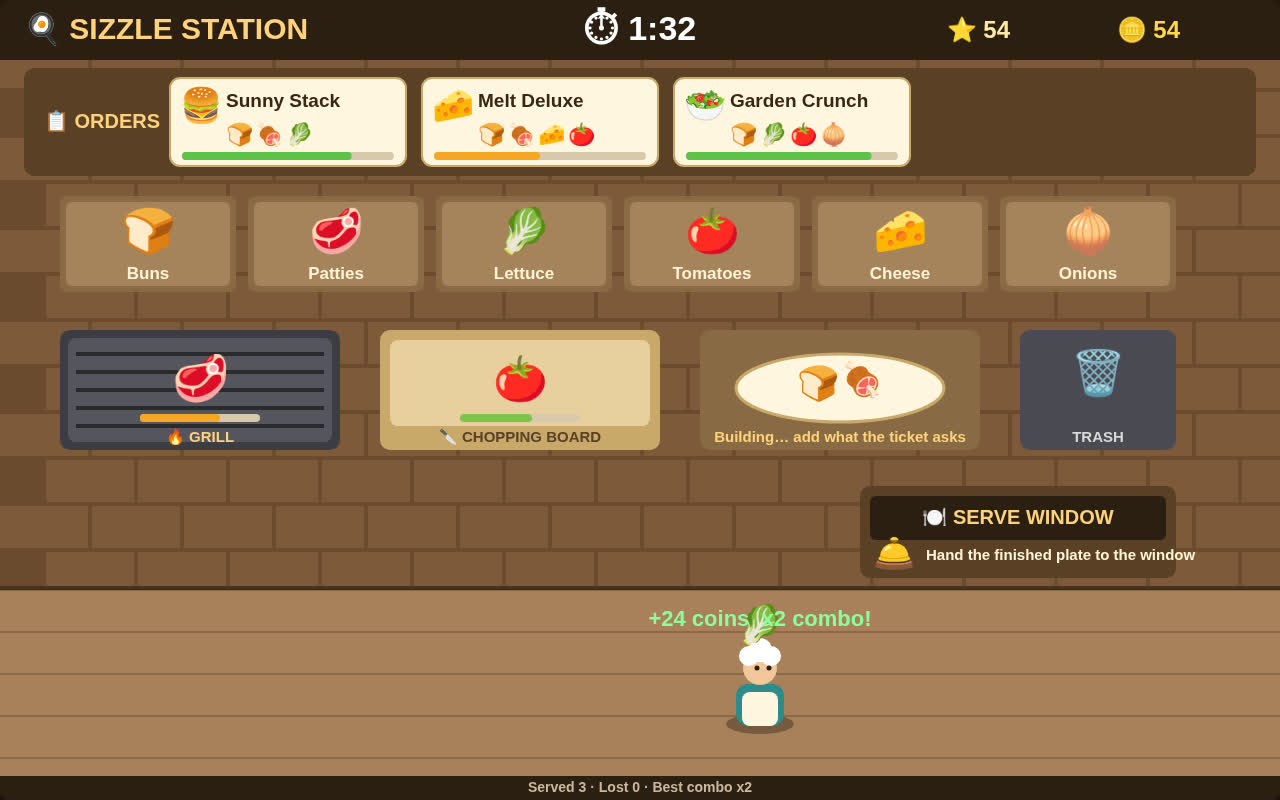 SIZZLE STATION
1:32
54
54
ORDERS
Sunny Stack
Melt Deluxe
Garden Crunch
Buns
Patties
Lettuce
Tomatoes
Cheese
Onions
GRILL
CHOPPING BOARD
Building… add what the ticket asks
TRASH
SERVE WINDOW
Hand the finished plate to the window
+24 coins x2 combo!
Served 3 · Lost 0 · Best combo x2